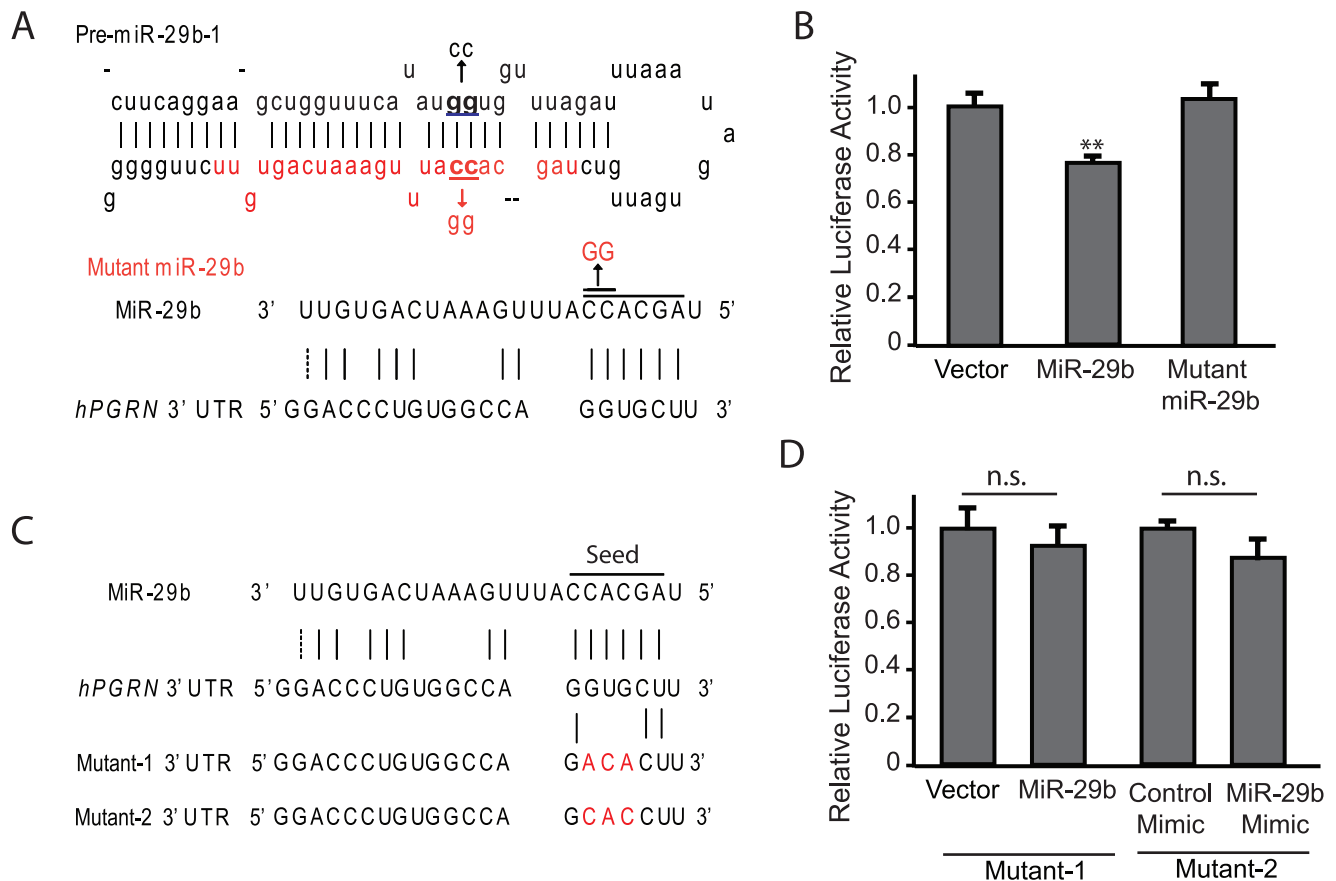 A
Pre-miR-29b-1
cc
- - u gu uuaaa
cuucaggaa gcugguuuca auggug uuagau u
a
gggguucuu ugacuaaagu uaccac gaucug g
g g u -- uuagu
gg
Mutant miR-29b
GG
MiR-29b 3’ UUGUGACUAAAGUUUACCACGAU 5’
hPGRN 3’ UTR 5’ GGACCCUGUGGCCA GGUGCUU 3’
B
Relative Luciferase Activity
1.0
0.8
0.6
0.4
0.2
0
**
Vector MiR-29b Mutant
miR-29b
C
Seed
MiR-29b 3’ UUGUGACUAAAGUUUACCACGAU 5’
hPGRN 3’ UTR 5’GGACCCUGUGGCCA GGUGCUU 3’
Mutant-1 3’ UTR 5’GGACCCUGUGGCCA GACACUU 3’
Mutant-2 3’ UTR 5’GGACCCUGUGGCCA GCACCUU 3’
D
Relative Luciferase Activity
n.s. n.s.
1.0
0.8
0.6
0.4
0.2
0
Vector MiR-29b Control MiR-29b
Mimic Mimic
Mutant-1 Mutant-2